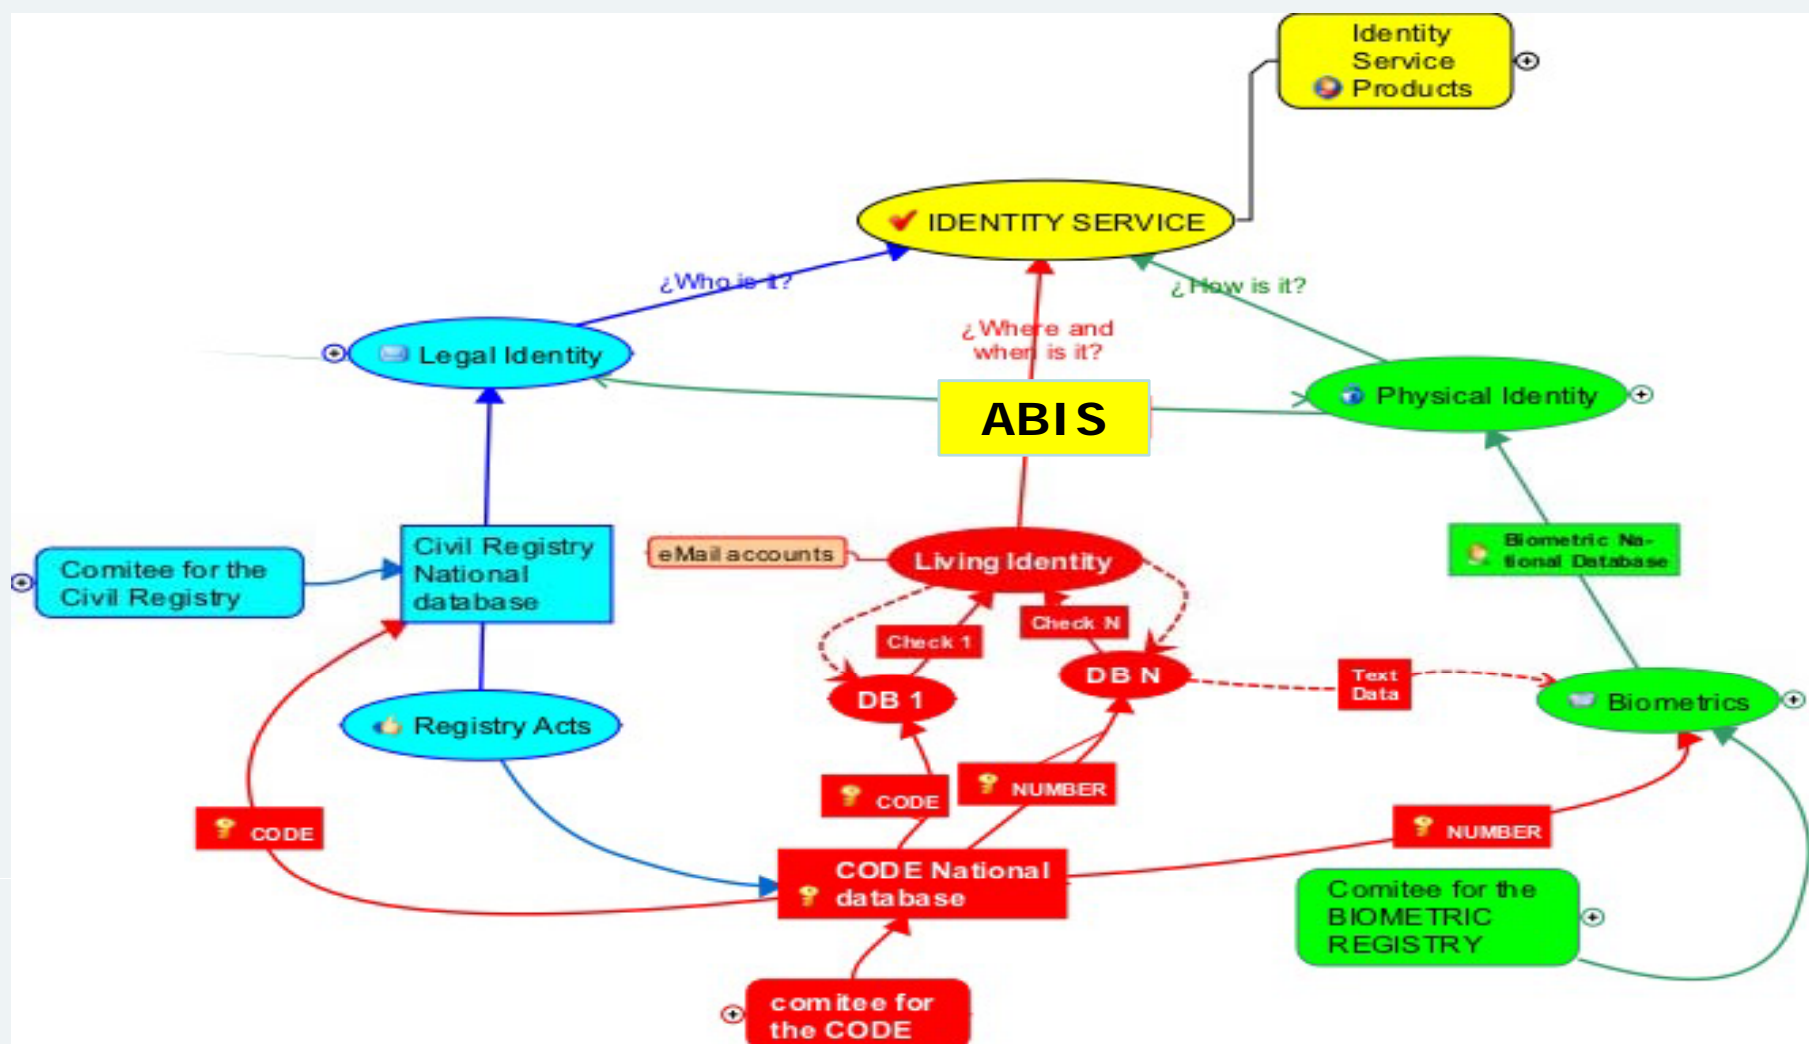 Identity
Service
Products
IDENTITY SERVICE
¿Who is it?
¿How is it?
¿Where and
when is it?
Legal Identity
Physical Identity
ABIS
Civil Registry
National
database
Comitee for the
Civil Registry
eMail accounts
Living Identity
Biometric Na-
tional Database
Check 1
Check N
DB 1
DB N
Text
Data
Biometrics
Registry Acts
CODE
NUMBER
CODE
NUMBER
CODE National
database
Comitee for the
BIOMETRIC
REGISTRY
comitee for
the CODE